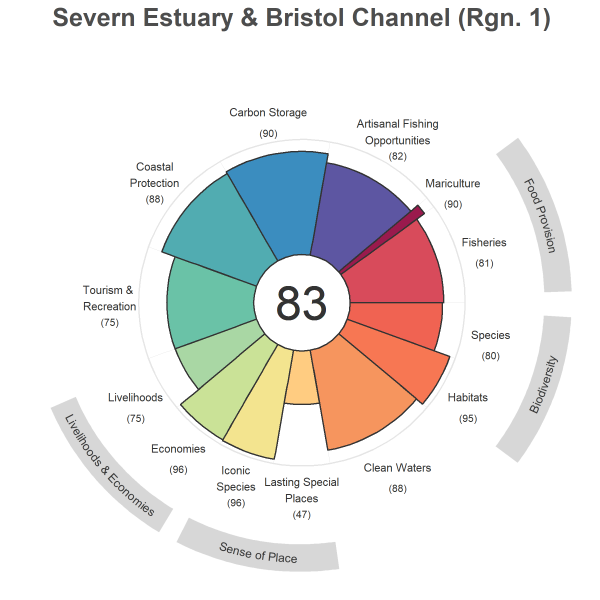 Severn Estuary & Bristol Channel (Rgn. 1)
Carbon Storage
(90)
Artisanal Fishing
Opportunities
(82)
Mariculture
(90)
Fisheries
(81)
Species
(80)
Habitats
(95)
Clean Waters
(88)
Lasting Special
Places
(47)
Iconic
Species
(96)
Economies
(96)
Livelihoods
(75)
Tourism &
Recreation
(75)
Coastal
Protection
(88)
83
Food Provision
Biodiversity
Sense of Place
Livelihoods & Economies